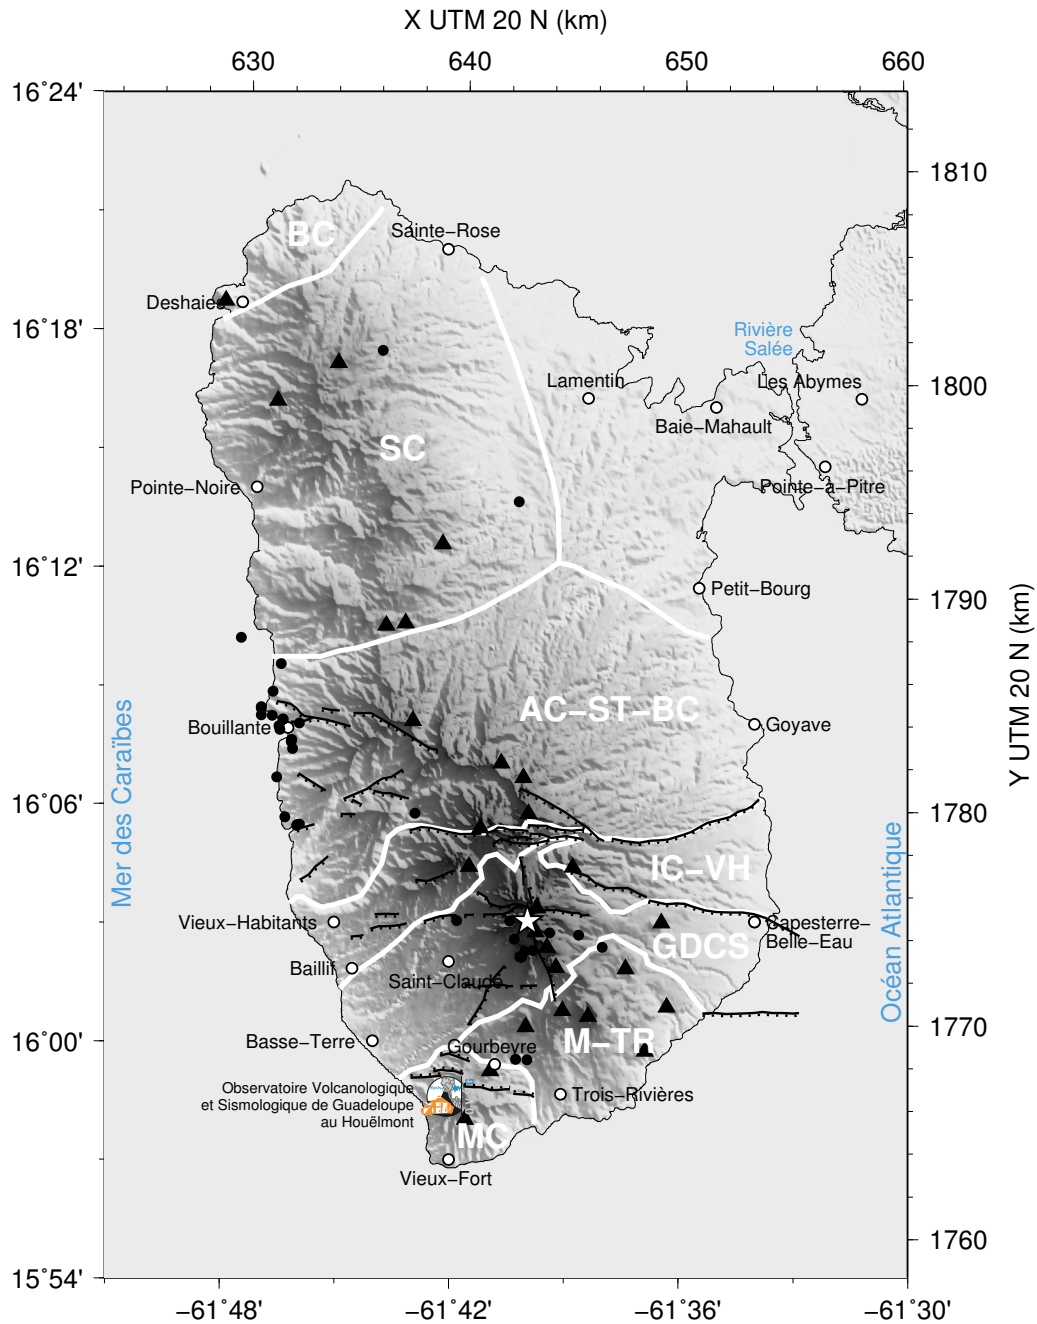 X UTM 20 N (km)
630 640 650 660
16˚24'
1810
BC
Sainte−Rose
Deshaies
16˚18'
Rivière
Salée
Lamentin
Les Abymes
1800
Baie−Mahault
SC
Pointe−Noire
Pointe−à−Pitre
16˚12'
Petit−Bourg
1790
Y UTM 20 N (km)
AC−ST−BC
Mer des Caraïbes
Bouillante
Goyave
16˚06'
1780
Océan Atlantique
IC−VH
Vieux−Habitants
Capesterre−
Belle−Eau
GDCS
Baillif
Saint−Claude
16˚00'
Basse−Terre
Gourbeyre
M−TR
1770
Observatoire Volcanologique
et Sismologique de Guadeloupe
au Houëlmont
Trois−Rivières
MC
Vieux−Fort
1760
15˚54'
−61˚48' −61˚42' −61˚36' −61˚30'